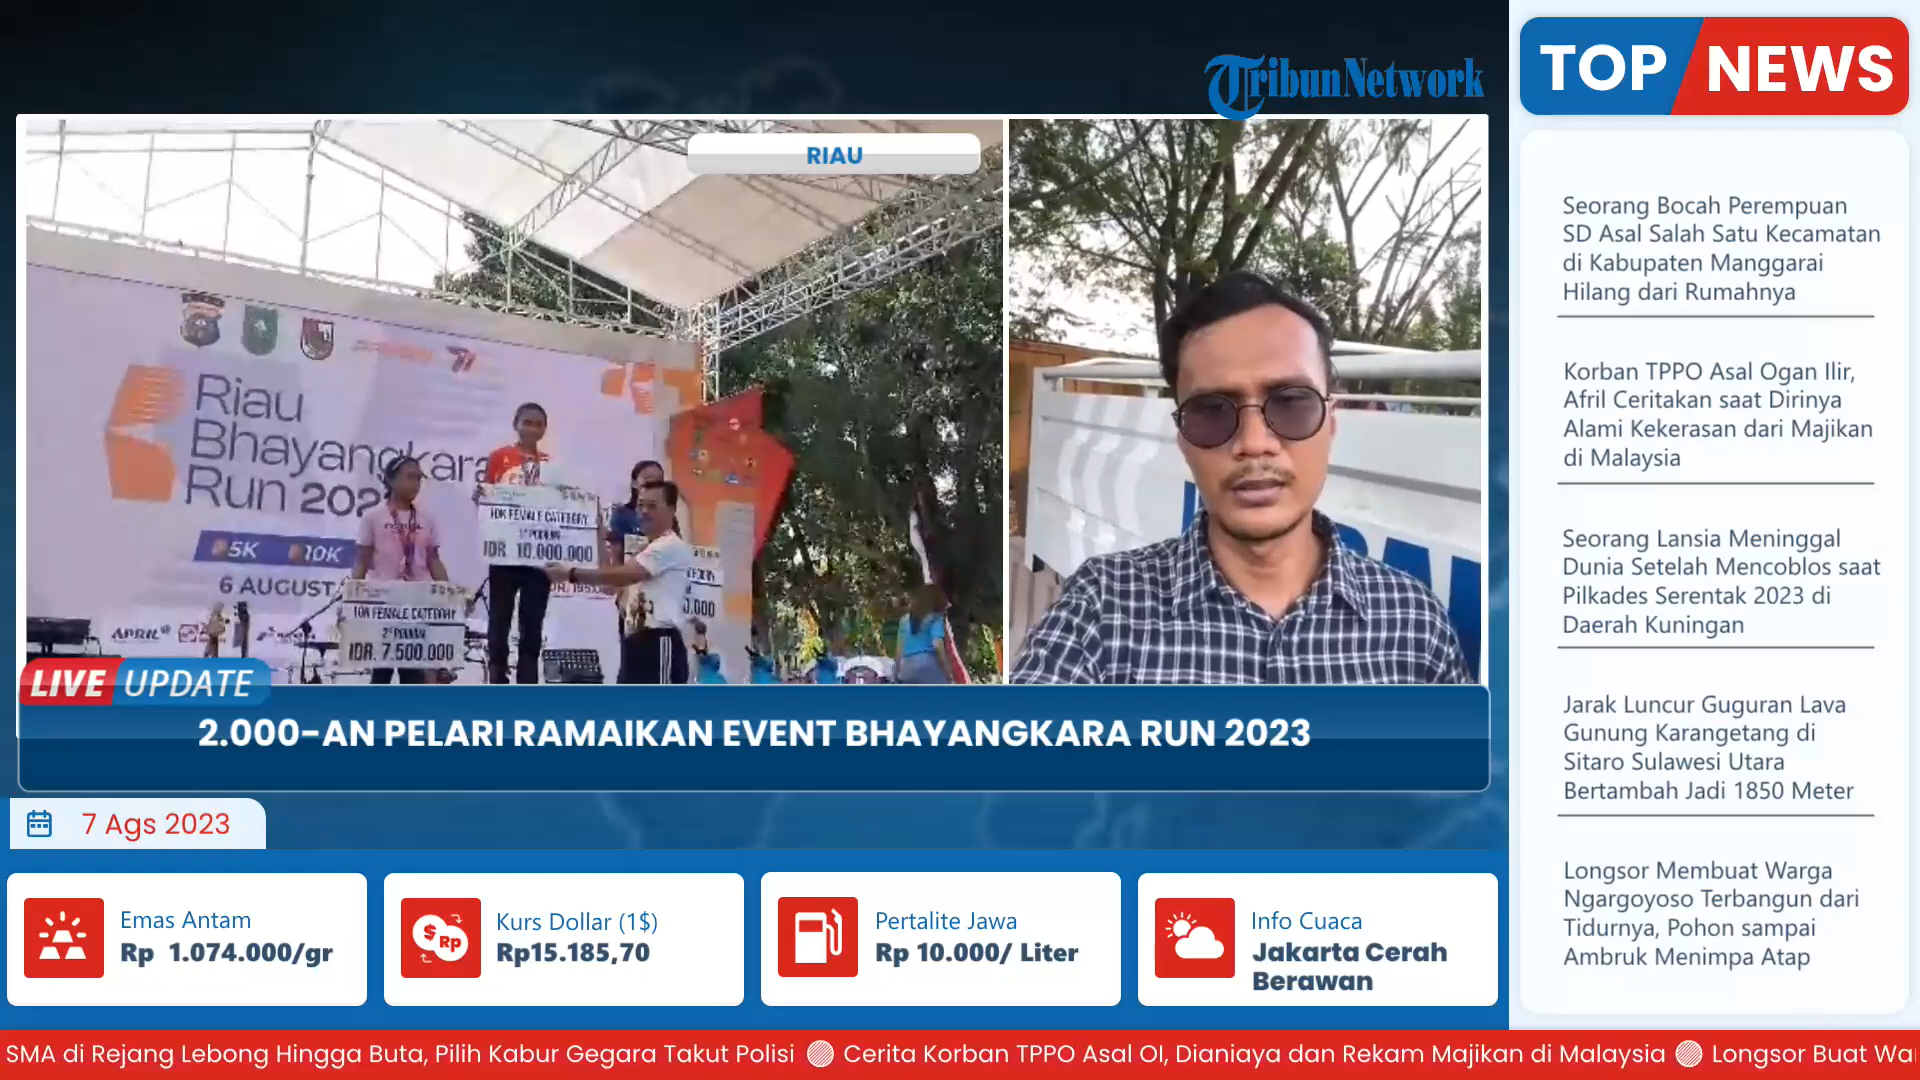 TribunNetwork
TOP NEWS
RIAU
Riau
Bhayangkara
Run 202
5K 10K
6 AUGUST
APRIL
10K FEMALE CATEGORY
IDR. 10.000.000
10K FEMALE CATEGORY
IDR. 7.500.000
LIVE UPDATE
2.000-AN PELARI RAMAIKAN EVENT BHAYANGKARA RUN 2023
7 Ags 2023
Emas Antam
Rp 1.074.000/gr
Kurs Dollar (1$)
Rp15.185,70
Pertalite Jawa
Rp 10.000/ Liter
Info Cuaca
Jakarta Cerah
Berawan
Seorang Bocah Perempuan
SD Asal Salah Satu Kecamatan
di Kabupaten Manggarai
Hilang dari Rumahnya
Korban TPPO Asal Ogan Ilir,
Afril Ceritakan saat Dirinya
Alami Kekerasan dari Majikan
di Malaysia
Seorang Lansia Meninggal
Dunia Setelah Mencoblos saat
Pilkades Serentak 2023 di
Daerah Kuningan
Jarak Luncur Guguran Lava
Gunung Karangetang di
Sitaro Sulawesi Utara
Bertambah Jadi 1850 Meter
Longsor Membuat Warga
Ngargoyoso Terbangun dari
Tidurnya, Pohon sampai
Ambruk Menimpa Atap
SMA di Rejang Lebong Hingga Buta, Pilih Kabur Gegara Takut Polisi Cerita Korban TPPO Asal OI, Dianiaya dan Rekam Majikan di Malaysia Longsor Buat Wa